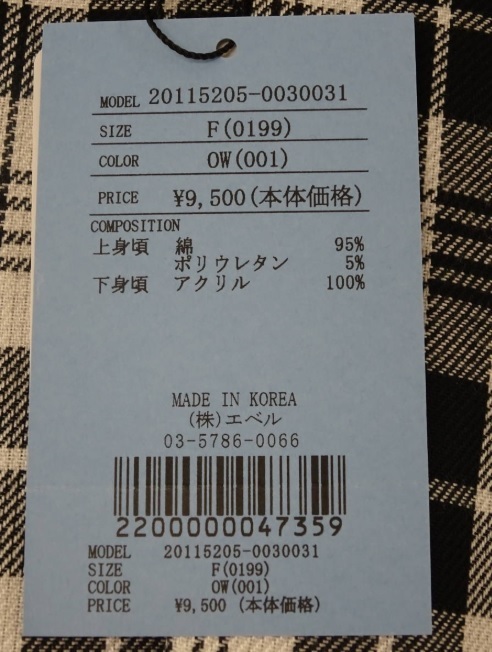 MODEL 20115205-0030031
SIZE F(0199)
COLOR OW(001)
PRICE ¥9,500(本体価格)
COMPOSITION
上身頃 綿 95%
ポリウレタン 5%
下身頃 アクリル 100%
MADE IN KOREA
(株)エベル
03-5786-0066
2200000047359
MODEL 20115205-0030031
SIZE F(0199)
COLOR OW(001)
PRICE ¥9,500 (本体価格)